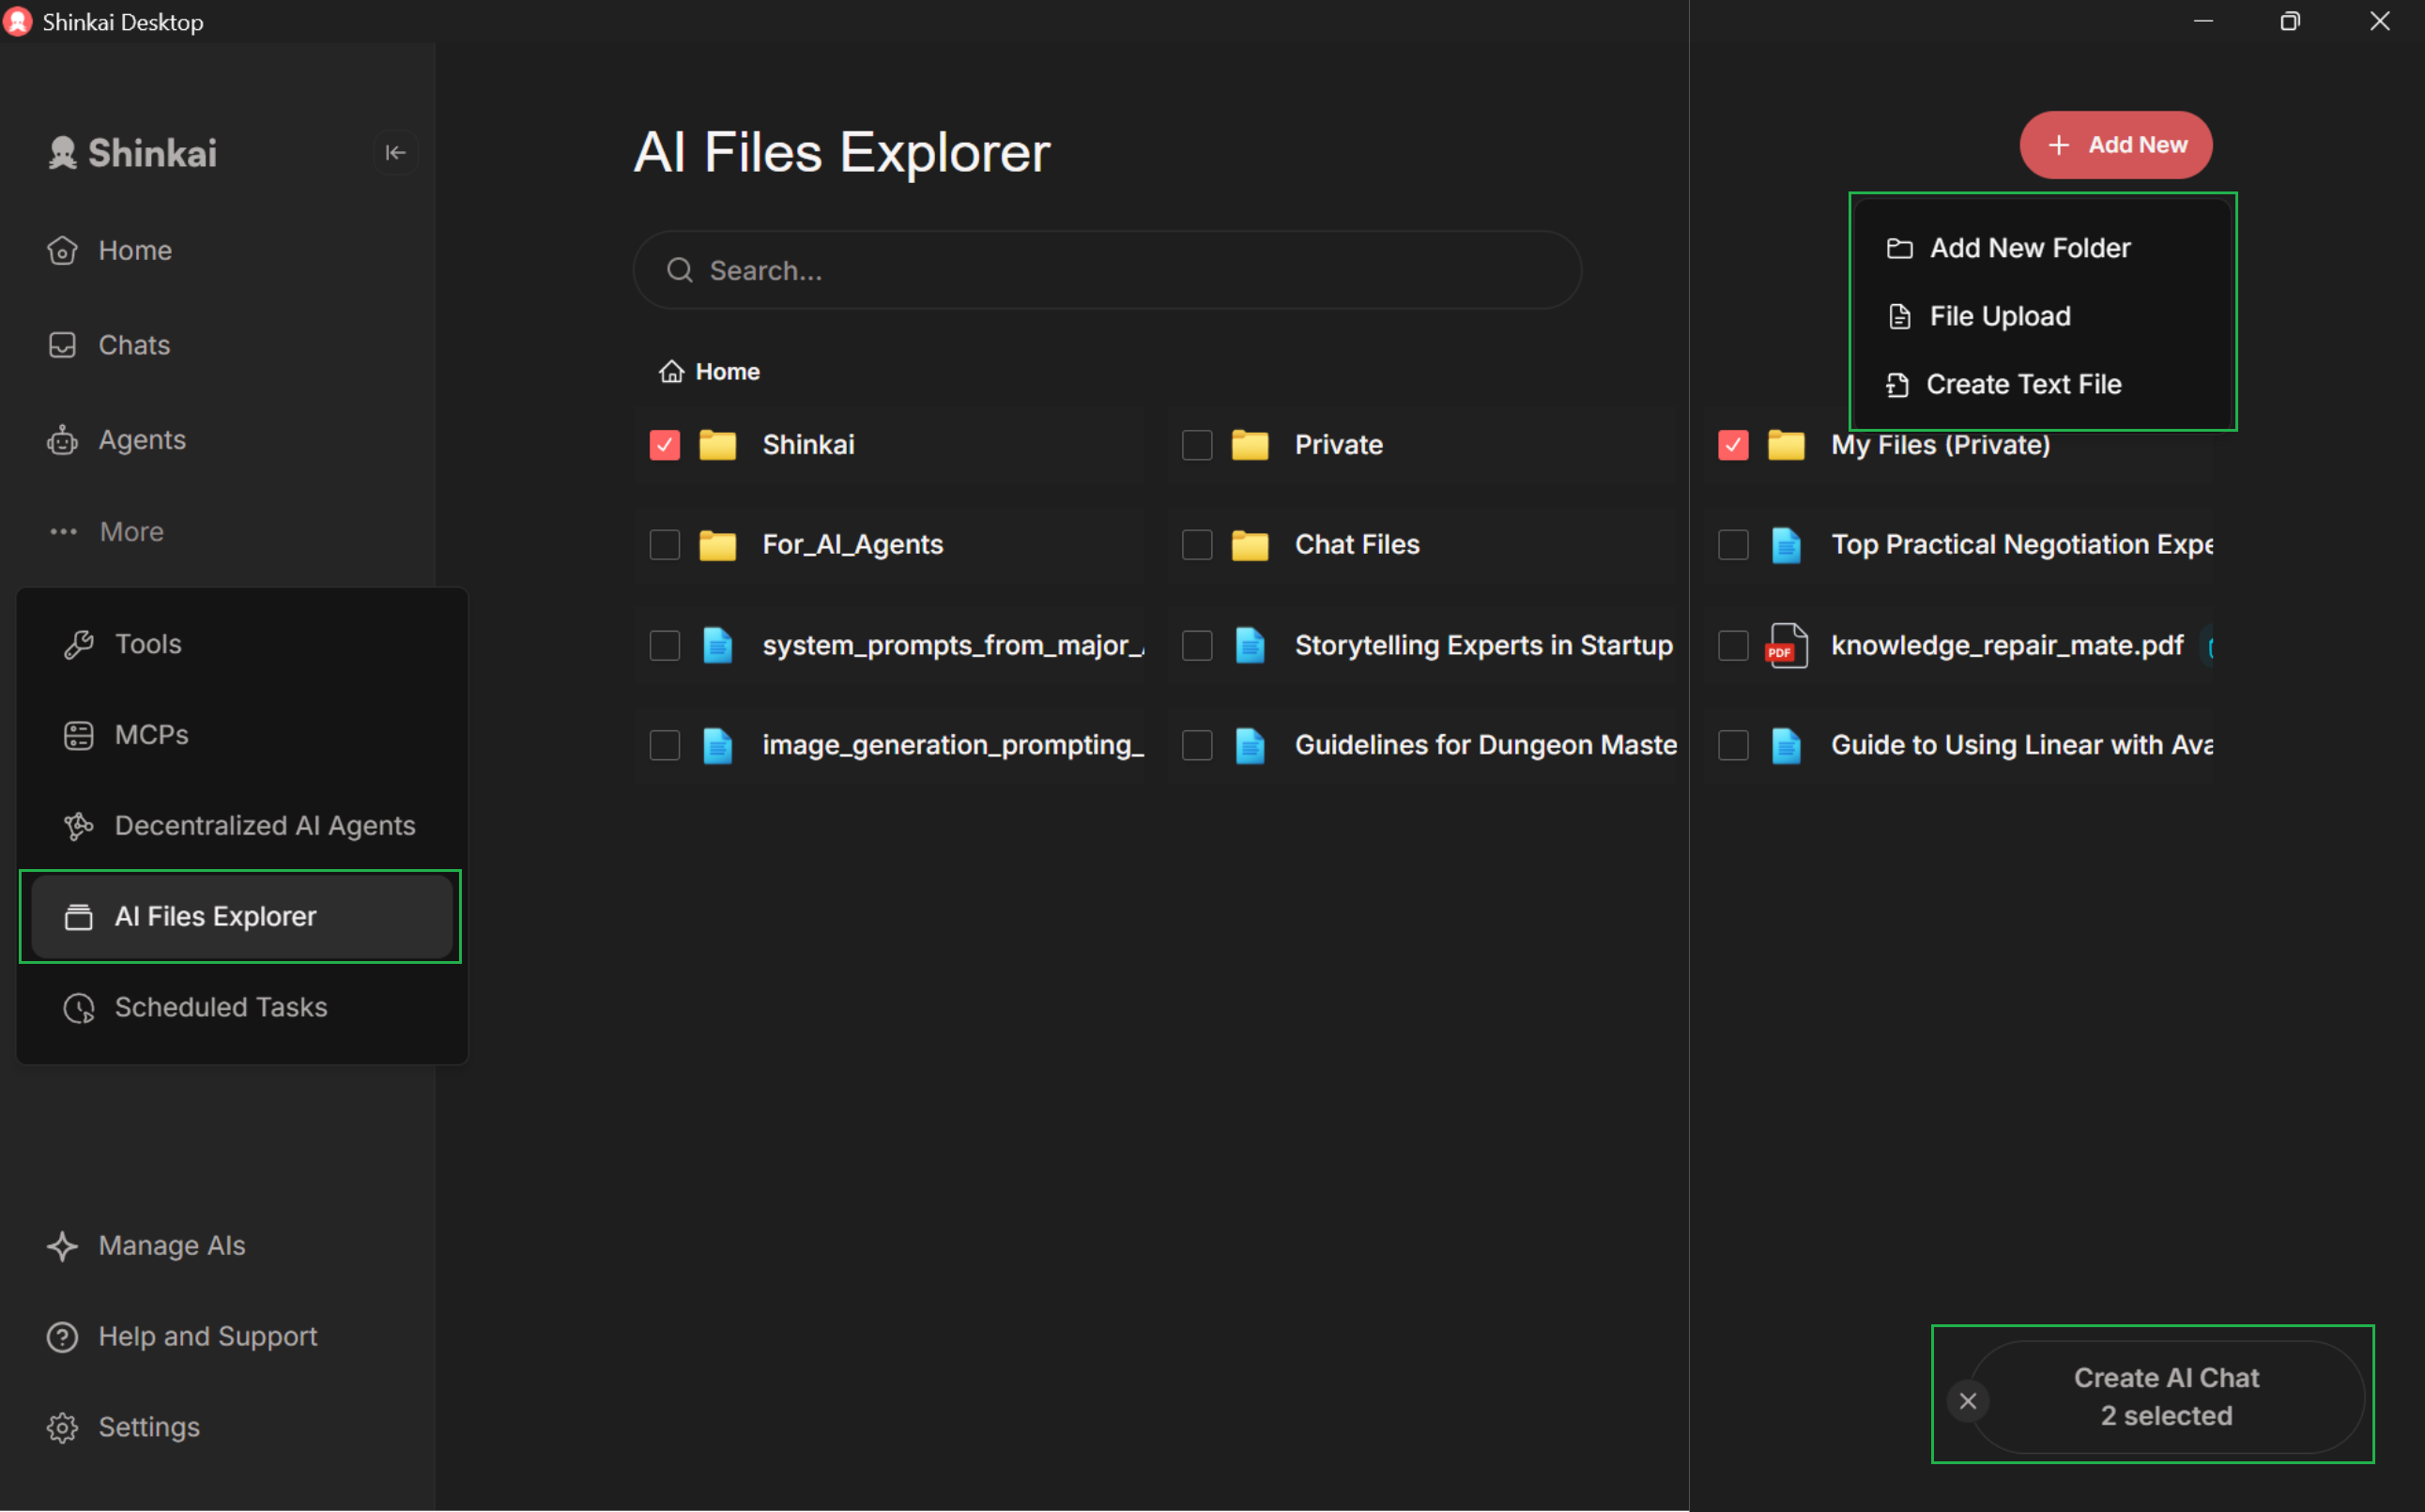 Shinkai Desktop
Shinkai
Home
Chats
Agents
More
Tools
MCPs
Decentralized AI Agents
AI Files Explorer
Scheduled Tasks
Manage AIs
Help and Support
Settings
AI Files Explorer
+ Add New
Add New Folder
File Upload
Create Text File
Search...
Home
Shinkai
Private
My Files (Private)
For_AI_Agents
Chat Files
Top Practical Negotiation Expe
system_prompts_from_major_
Storytelling Experts in Startup
knowledge_repair_mate.pdf
PDF
image_generation_prompting_
Guidelines for Dungeon Maste
Guide to Using Linear with Ava
Create AI Chat
2 selected